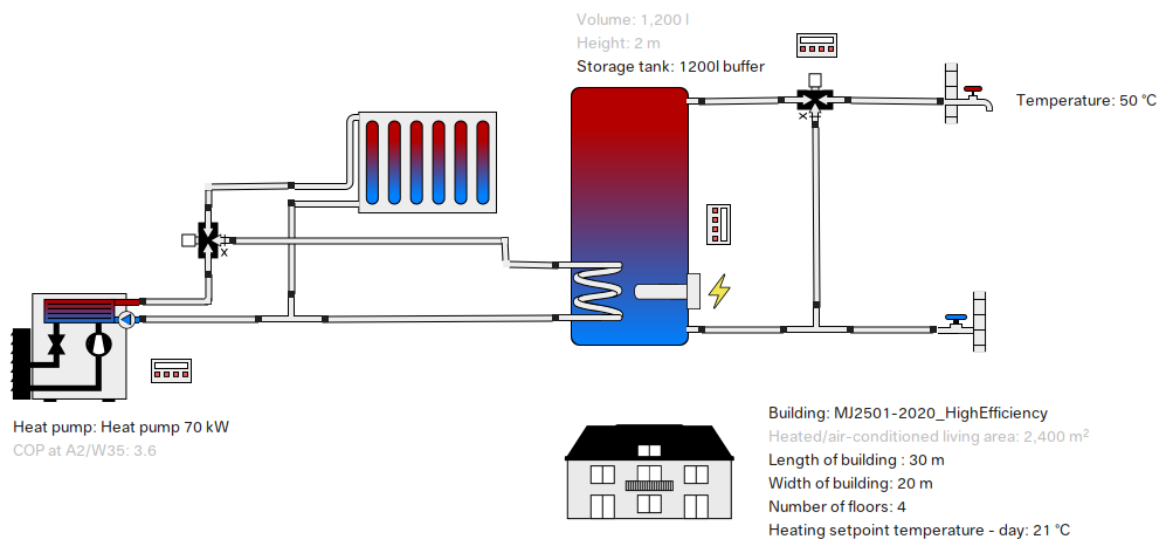 Volume: 1,200 l
Height: 2 m
Storage tank: 1200l buffer
Temperature: 50 °C
Heat pump: Heat pump 70 kW
COP at A2/W35: 3.6
Building: MJ2501-2020_HighEfficiency
Heated/air-conditioned living area: 2,400 m²
Length of building : 30 m
Width of building: 20 m
Number of floors: 4
Heating setpoint temperature - day: 21 °C